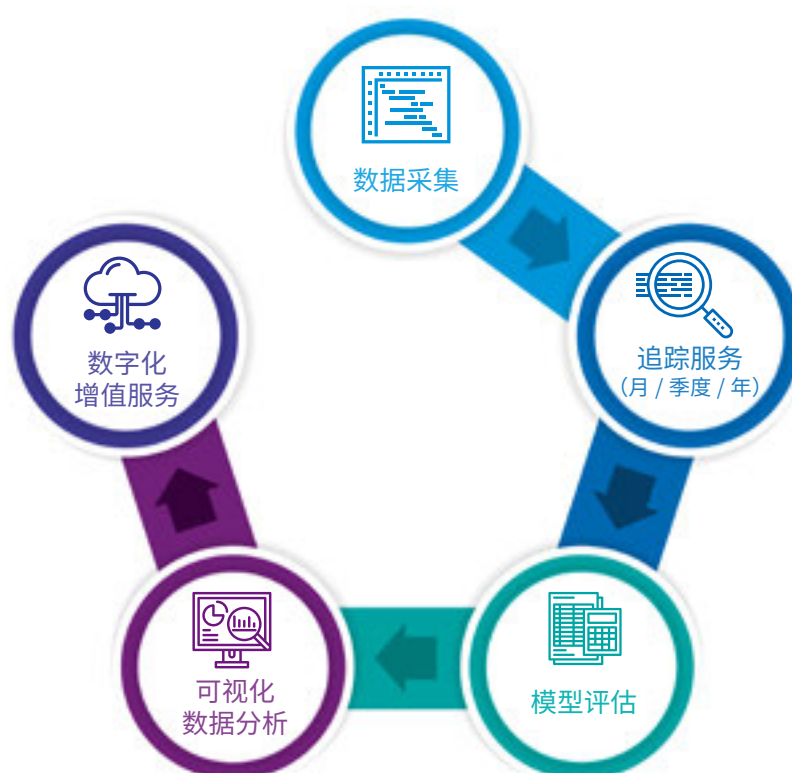 数据采集
追踪服务
（月 / 季度 / 年）
模型评估
可视化
数据分析
数字化
增值服务